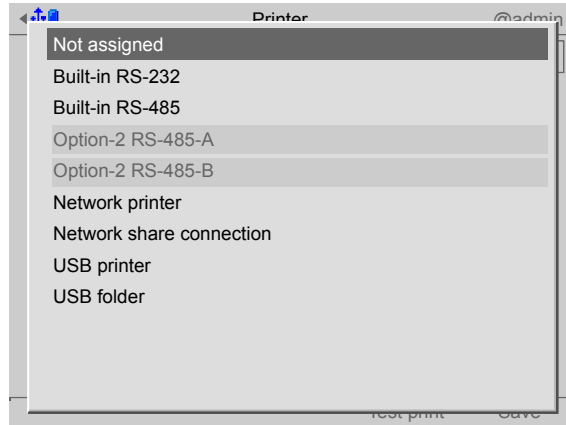 Printer @admin
Not assigned
Built-in RS-232
Built-in RS-485
Option-2 RS-485-A
Option-2 RS-485-B
Network printer
Network share connection
USB printer
USB folder
Test print Save